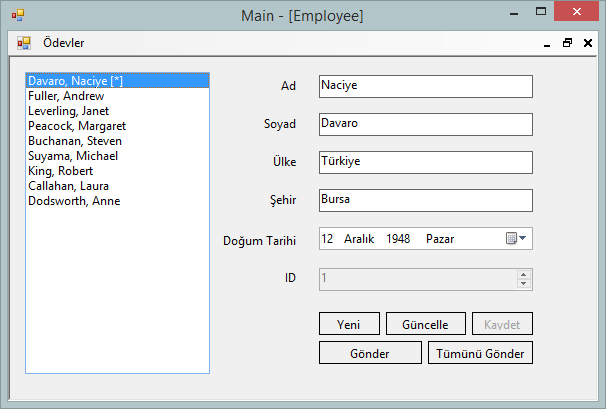 Main - [Employee]
Ödevler
Davaro, Naciye [*]
Fuller, Andrew
Leverling, Janet
Peacock, Margaret
Buchanan, Steven
Suyama, Michael
King, Robert
Callahan, Laura
Dodsworth, Anne
Ad Naciye
Soyad Davaro
Ülke Türkiye
Şehir Bursa
Doğum Tarihi 12 Aralık 1948 Pazar
ID 1
Yeni Güncelle Kaydet
Gönder Tümünü Gönder